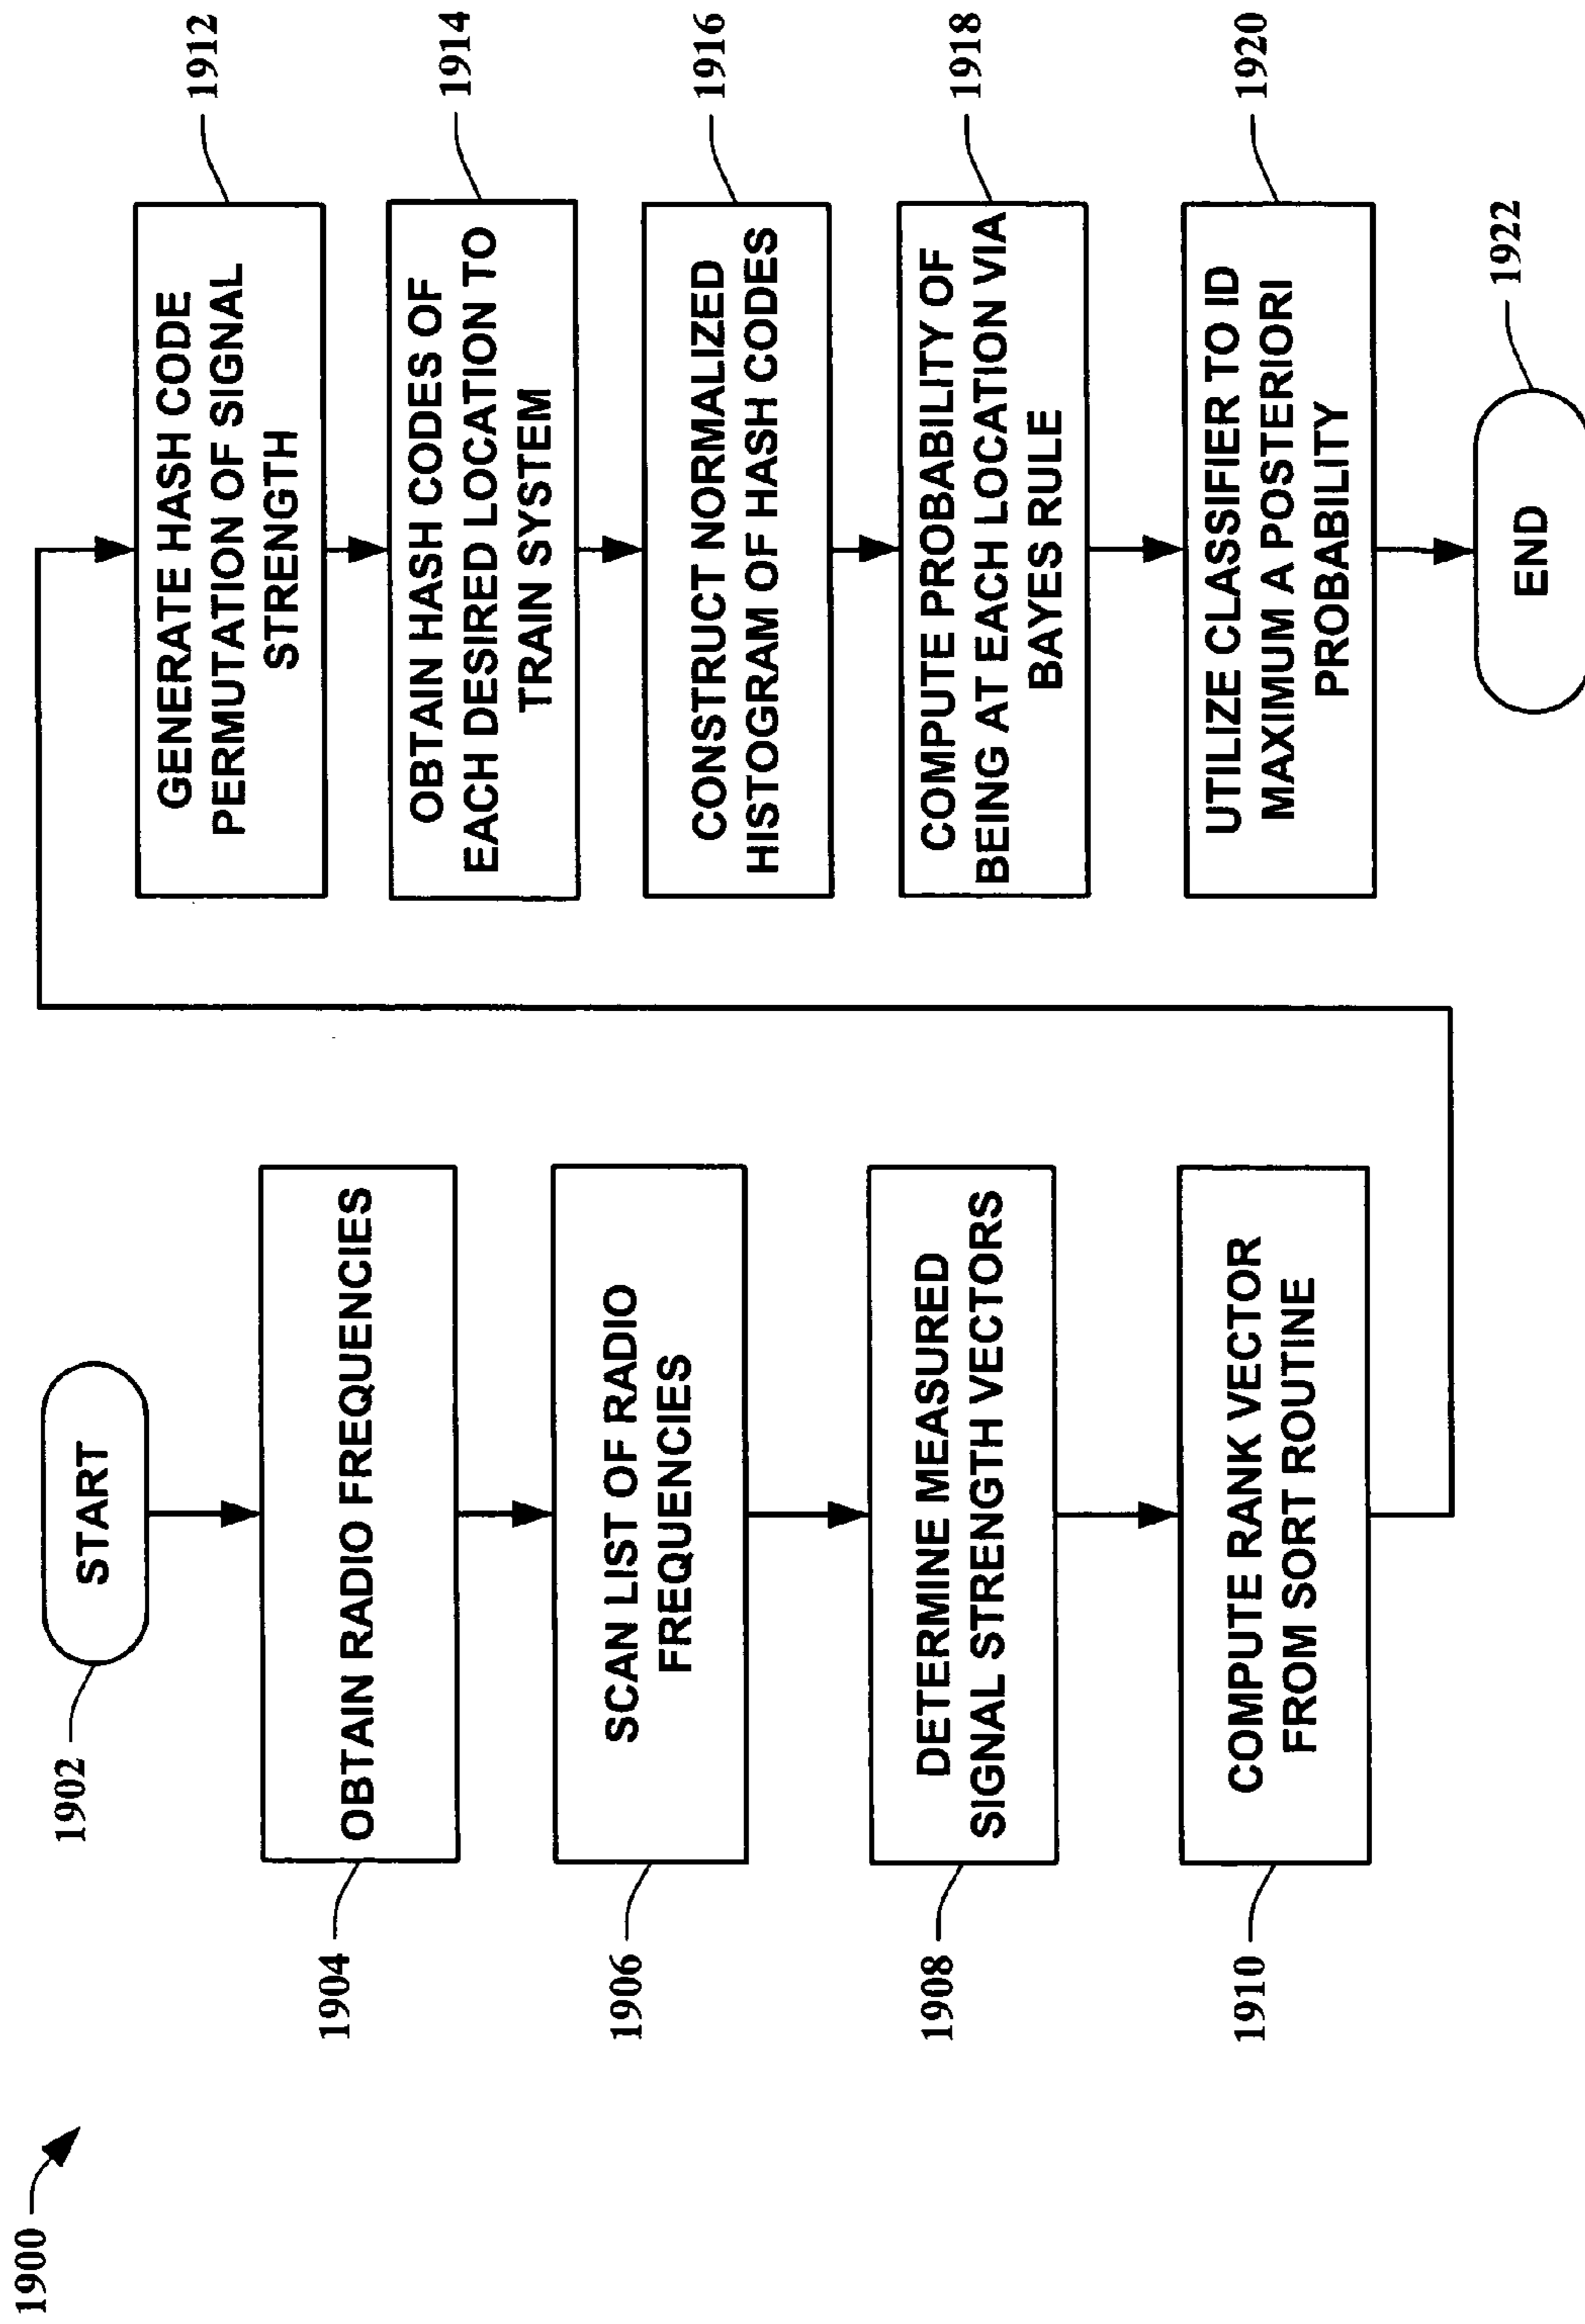 1900
START
1902
OBTAIN RADIO FREQUENCIES
1904
SCAN LIST OF RADIO
FREQUENCIES
1906
DETERMINE MEASURED
SIGNAL STRENGTH VECTORS
1908
COMPUTE RANK VECTOR
FROM SORT ROUTINE
1910
GENERATE HASH CODE
PERMUTATION OF SIGNAL
STRENGTH
1912
OBTAIN HASH CODES OF
EACH DESIRED LOCATION TO
TRAIN SYSTEM
1914
CONSTRUCT NORMALIZED
HISTOGRAM OF HASH CODES
1916
COMPUTE PROBABILITY OF
BEING AT EACH LOCATION VIA
BAYES RULE
1918
UTILIZE CLASSIFIER TO ID
MAXIMUM A POSTERIORI
PROBABILITY
1920
END
1922